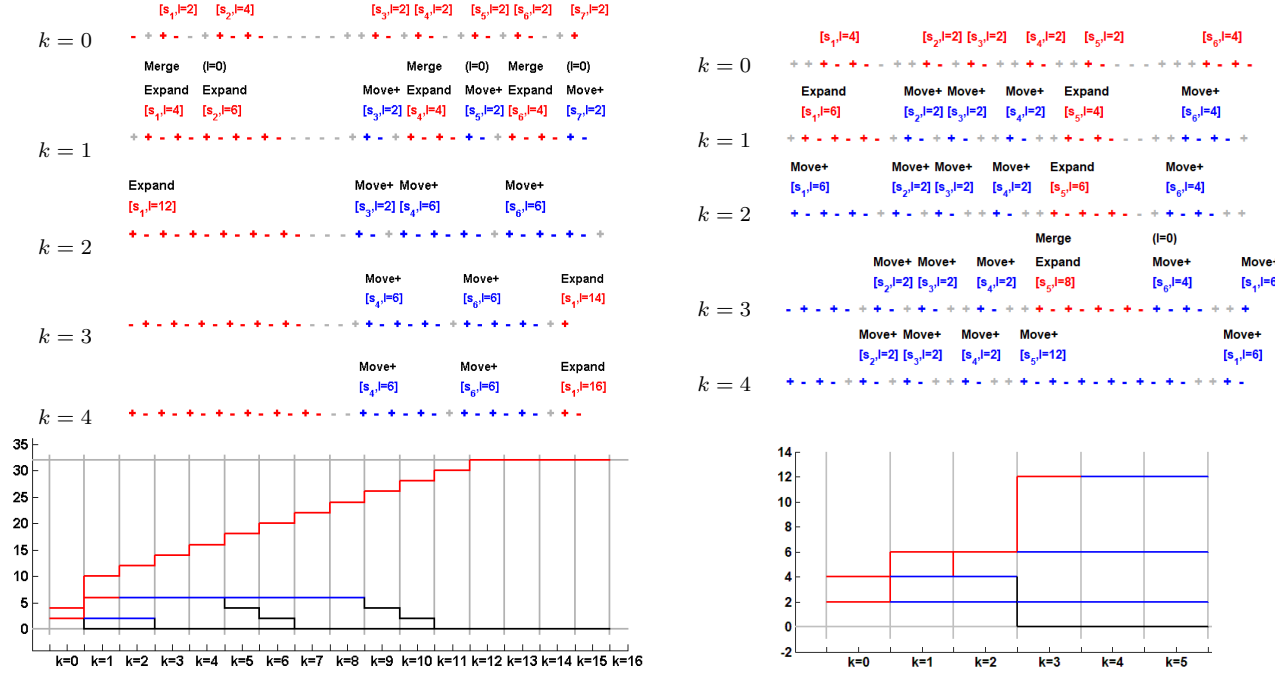 [s1,l=2] [s2,l=4] [s3,l=2] [s4,l=2] [s5,l=2] [s6,l=2] [s7,l=2]
k = 0
- + + - - + + - + - - - - - + + + - + + - + + - + + - + +
Merge (l=0) Merge (l=0) Merge (l=0)
Expand Expand Move+ Expand Move+ Expand Move+
[s1,l=4] [s2,l=6] [s3,l=2] [s4,l=4] [s5,l=2] [s6,l=4] [s7,l=2]
k = 1
Expand Move+ Move+ Move+
[s1,l=12] [s3,l=2] [s4,l=6] [s6,l=6]
k = 2
Move+ Move+ Expand
[s4,l=6] [s6,l=6] [s1,l=14]
k = 3
Move+ Move+ Expand
[s4,l=6] [s6,l=6] [s1,l=16]
k = 4
35
30
25
20
15
10
5
0
k=0 k=1 k=2 k=3 k=4 k=5 k=6 k=7 k=8 k=9 k=10 k=11 k=12 k=13 k=14 k=15 k=16
[s1,l=4] [s2,l=2] [s3,l=2] [s4,l=2] [s5,l=2] [s6,l=4]
k = 0
Expand Move+ Move+ Move+ Expand Move+
[s1,l=6] [s2,l=2] [s3,l=2] [s4,l=2] [s5,l=4] [s6,l=4]
k = 1
Move+ Move+ Move+ Move+ Expand Move+
[s1,l=6] [s2,l=2] [s3,l=2] [s4,l=2] [s5,l=6] [s6,l=4]
k = 2
Merge (l=0)
Move+ Move+ Move+ Expand Move+ Move+
[s2,l=2] [s3,l=2] [s4,l=2] [s5,l=8] [s6,l=4] [s1,l=6
k = 3
Move+ Move+ Move+ Move+ Move+
[s2,l=2] [s3,l=2] [s4,l=2] [s5,l=12] [s1,l=6]
k = 4
14
12
10
8
6
4
2
0
-2
k=0 k=1 k=2 k=3 k=4 k=5